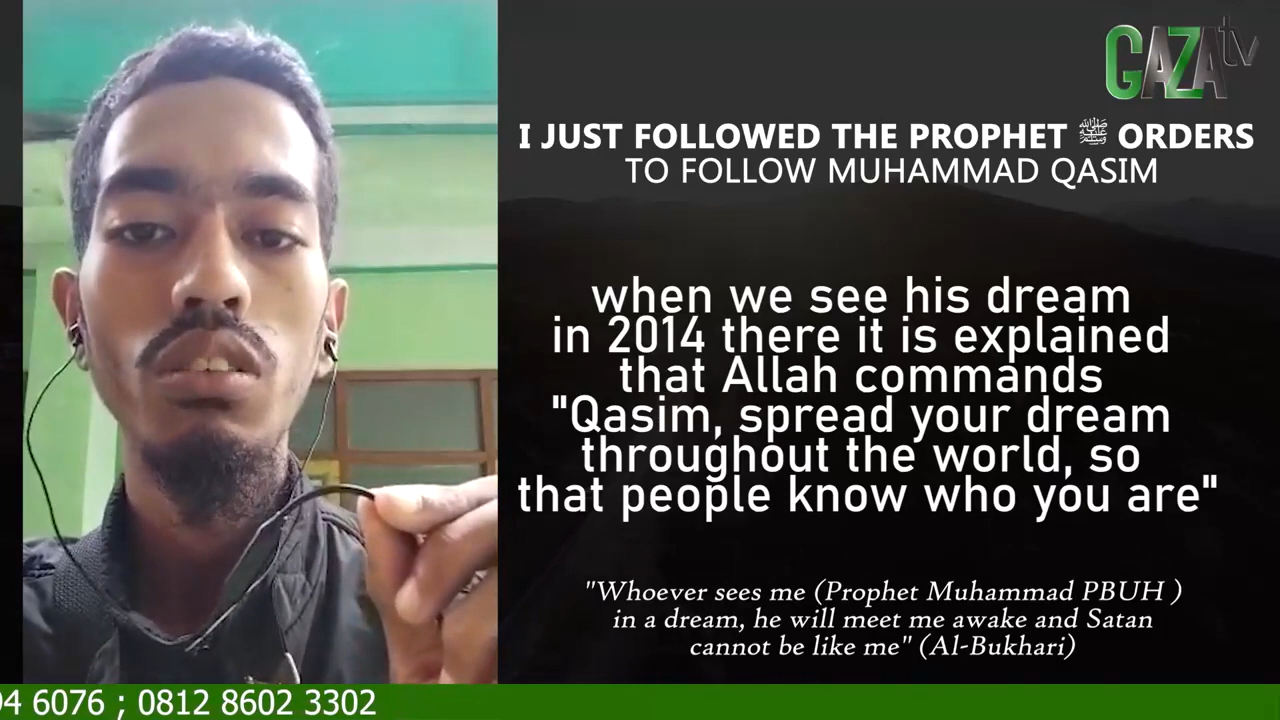 GAZAtv
I JUST FOLLOWED THE PROPHET ﷺ ORDERS
TO FOLLOW MUHAMMAD QASIM
when we see his dream
in 2014 there it is explained
that Allah commands
"Qasim, spread your dream
throughout the world, so
that people know who you are"
"Whoever sees me (Prophet Muhammad PBUH )
in a dream, he will meet me awake and Satan
cannot be like me" (Al-Bukhari)
94 6076 ; 0812 8602 3302